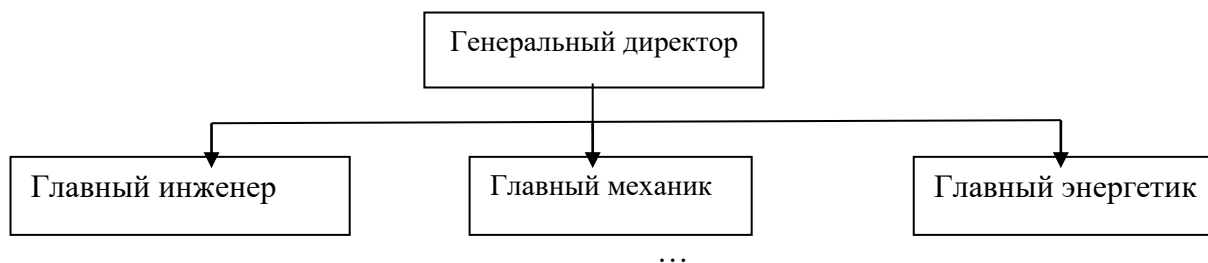 Генеральный директор
Главный инженер
Главный механик
Главный энергетик
…